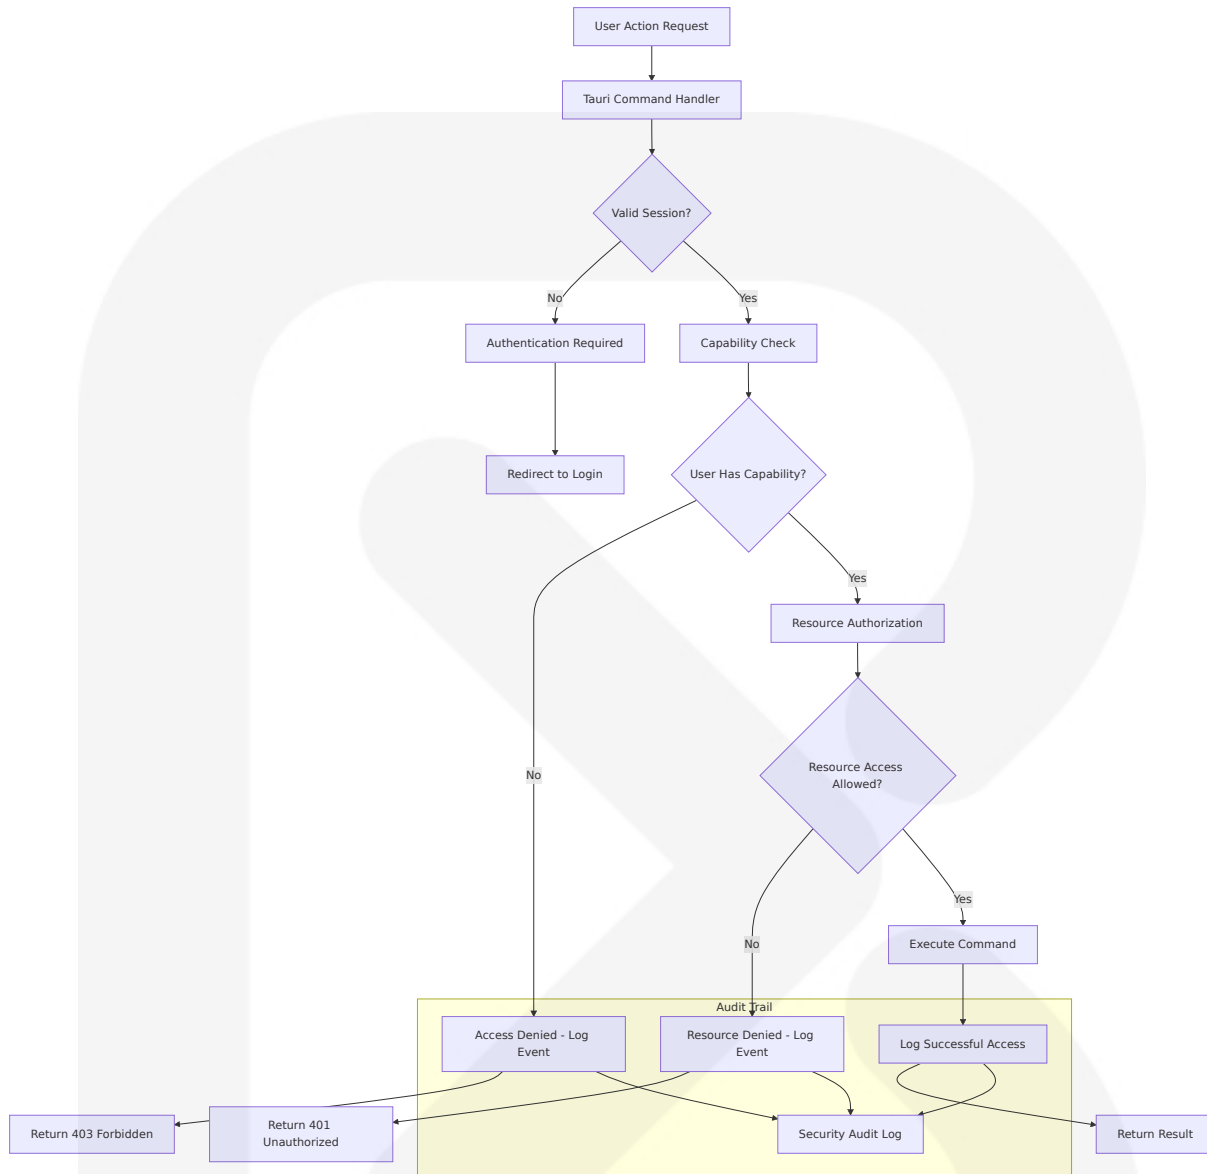 User Action Request
Tauri Command Handler
Valid Session?
No
Yes
Authentication Required
Capability Check
Redirect to Login
User Has Capability?
Yes
Resource Authorization
No
Resource Access
Allowed?
Yes
No
Execute Command
Audit Trail
Access Denied - Log
Event
Resource Denied - Log
Event
Log Successful Access
Return 403 Forbidden
Return 401
Unauthorized
Security Audit Log
Return Result